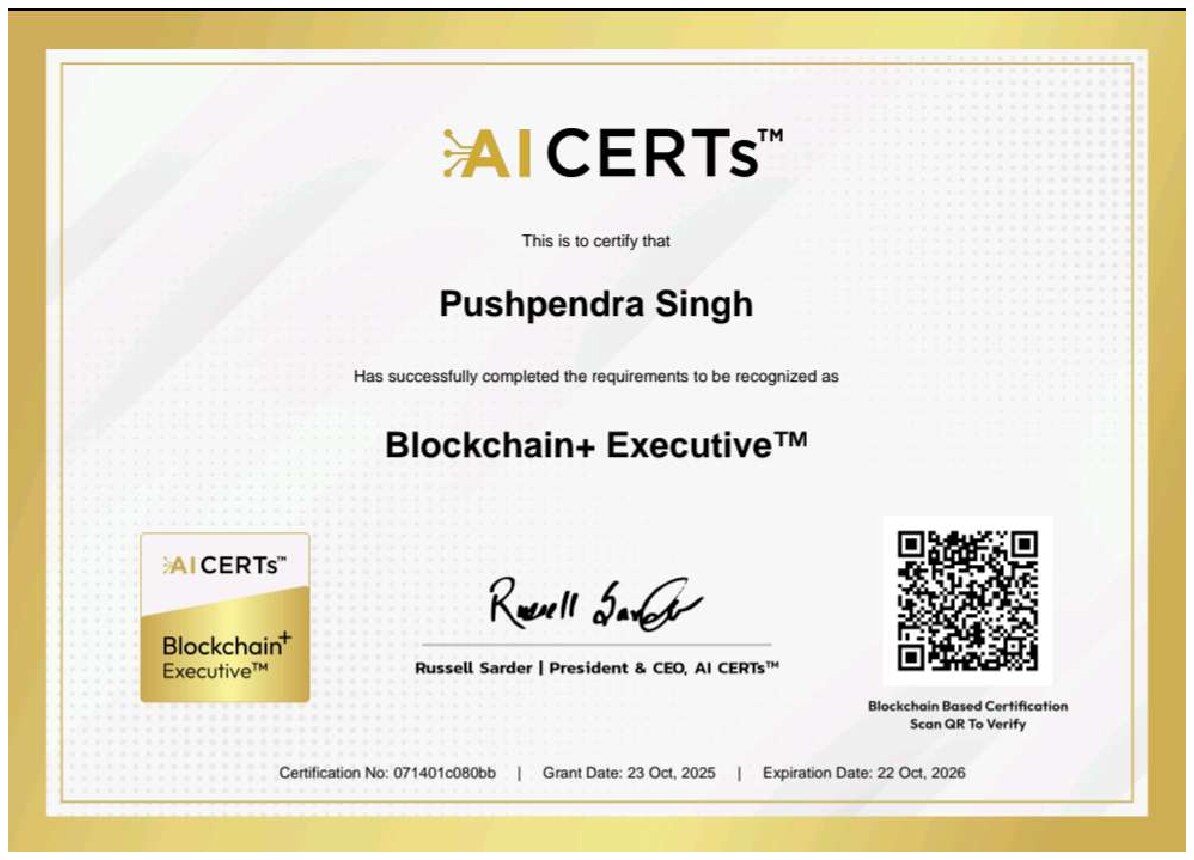 AI CERTs™
This is to certify that
Pushpendra Singh
Has successfully completed the requirements to be recognized as
Blockchain+ Executive™
AI CERTs™
Blockchain+
Executive™
Russell Sarder
Russell Sarder | President & CEO, AI CERTs™
Blockchain Based Certification
Scan QR To Verify
Certification No: 071401c080bb | Grant Date: 23 Oct, 2025 | Expiration Date: 22 Oct, 2026